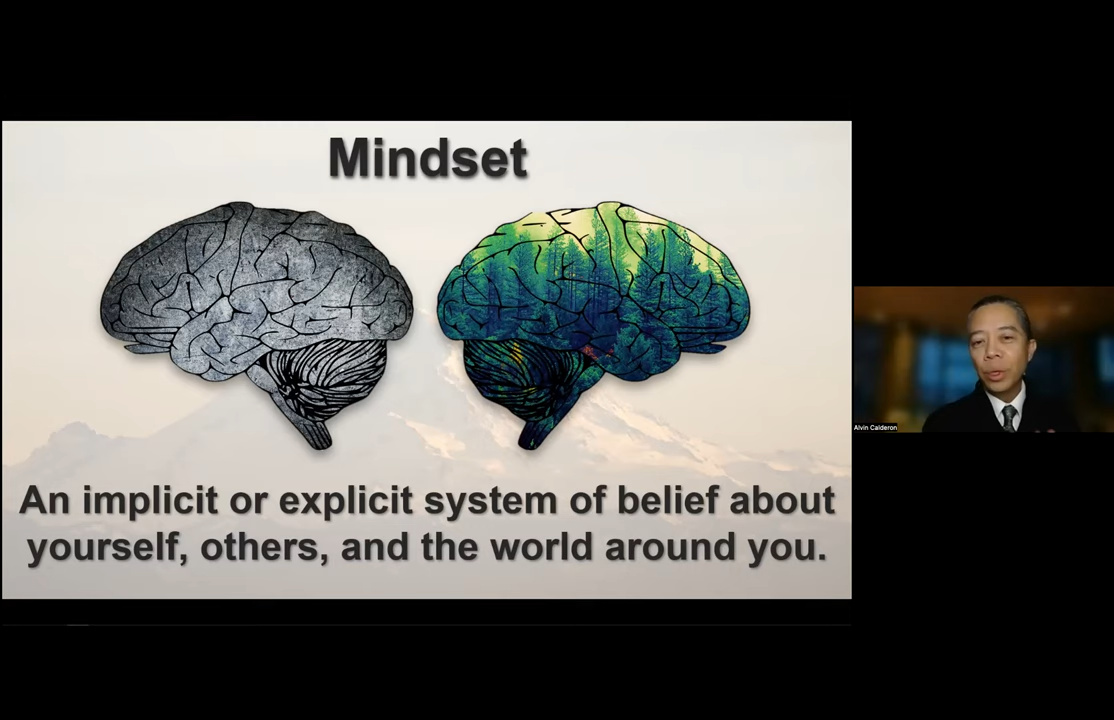 Mindset
An implicit or explicit system of belief about
yourself, others, and the world around you.
Alvin Calderon